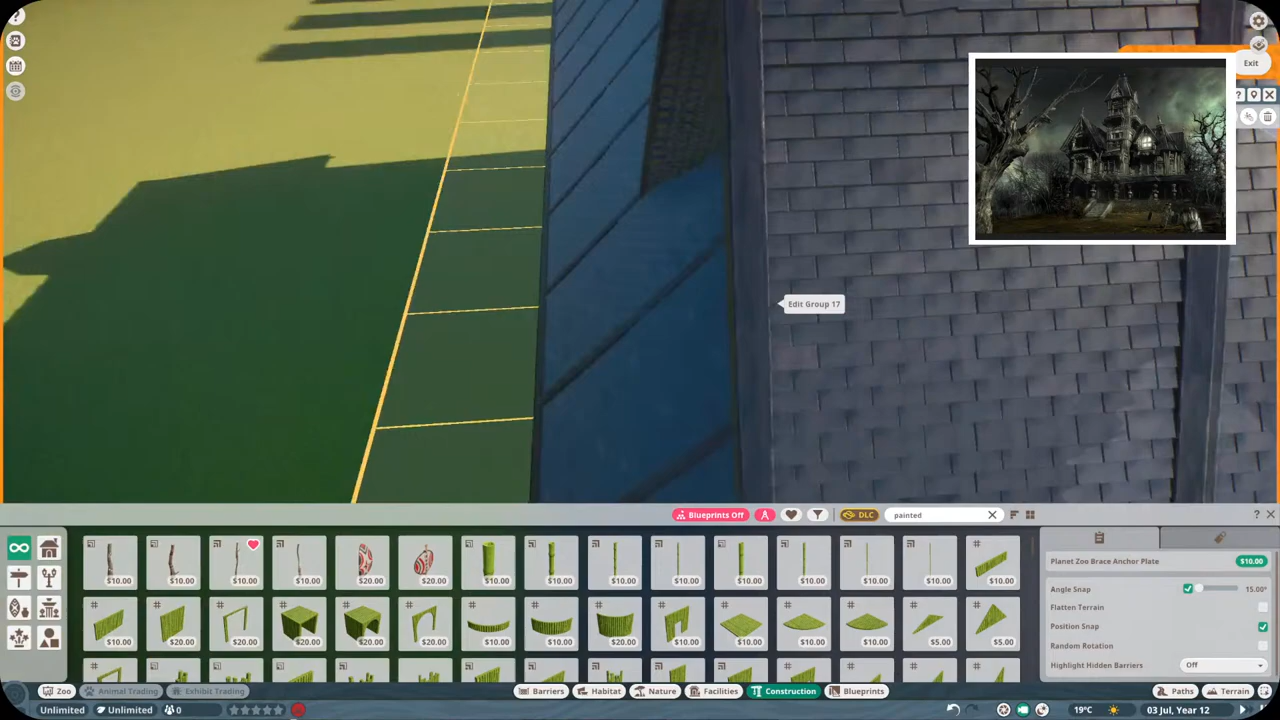 Exit
Edit Group 17
Blueprints Off
DLC
painted
$10.00 $10.00 $10.00 $10.00 $20.00 $20.00 $10.00 $10.00 $10.00 $10.00 $10.00 $10.00 $10.00 $10.00 $10.00
$10.00 $20.00 $20.00 $20.00 $20.00 $20.00 $10.00 $10.00 $20.00 $10.00 $10.00 $10.00 $10.00 $5.00 $5.00
Planet Zoo Brace Anchor Plate $10.00
Angle Snap 15.00°
Flatten Terrain
Position Snap
Random Rotation
Highlight Hidden Barriers Off
Zoo Animal Trading Exhibit Trading Barriers Habitat Nature Facilities Construction Blueprints Paths Terrain
Unlimited Unlimited 0 19°C 03 Jul, Year 12